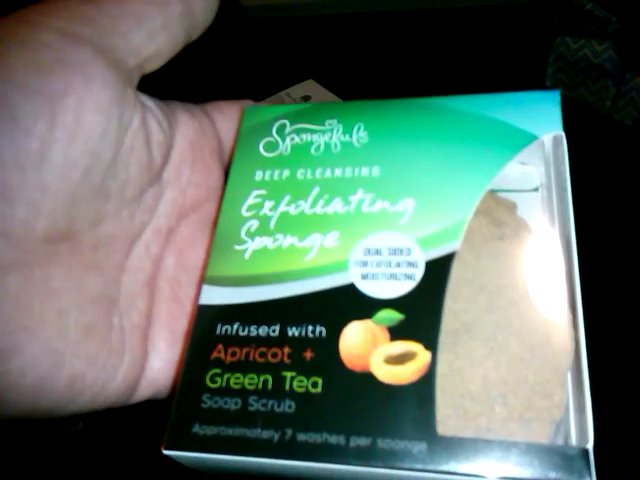 Spongefuls
DEEP CLEANSING
Exfoliating
Sponge
DUAL SIDED
FOR EXFOLIATING
MOISTURIZING
Infused with
Apricot +
Green Tea
Soap Scrub
Approximately 7 washes per sponge